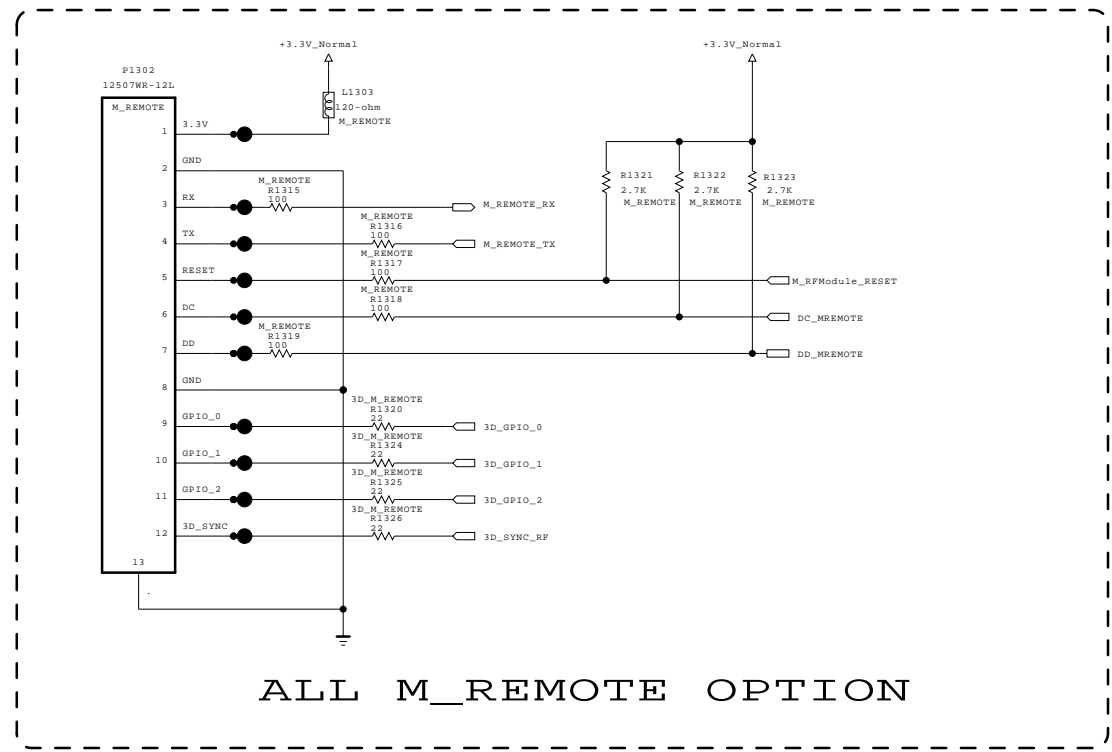 +3.3V_Normal
+3.3V_Normal
P1302
12507WR-12L
M_REMOTE
L1303
120-ohm
M_REMOTE
1
3.3V
2
GND
M_REMOTE
R1315
100
3
RX
M_REMOTE_RX
R1321
2.7K
M_REMOTE
R1322
2.7K
M_REMOTE
R1323
2.7K
M_REMOTE
M_REMOTE
R1316
100
4
TX
M_REMOTE_TX
M_REMOTE
R1317
100
5
RESET
M_RFModule_RESET
M_REMOTE
R1318
100
6
DC
DC_MREMOTE
M_REMOTE
R1319
100
7
DD
DD_MREMOTE
8
GND
3D_M_REMOTE
R1320
22
9
GPIO_0
3D_GPIO_0
3D_M_REMOTE
R1324
22
10
GPIO_1
3D_GPIO_1
3D_M_REMOTE
R1325
22
11
GPIO_2
3D_GPIO_2
3D_M_REMOTE
R1326
22
12
3D_SYNC
3D_SYNC_RF
13
.
ALL M_REMOTE OPTION